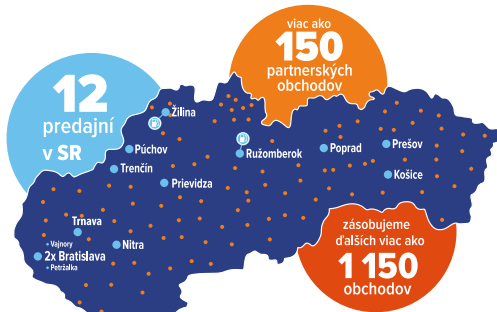 viac ako
150
partnerských
obchodov
12
predajní
v SR
Žilina
Púchov
Ružomberok
Poprad
Prešov
Trenčín
Prievidza
Košice
Trnava
Vajnory
2x Bratislava
Petržalka
Nitra
zásobujeme
ďalších viac ako
1 150
obchodov